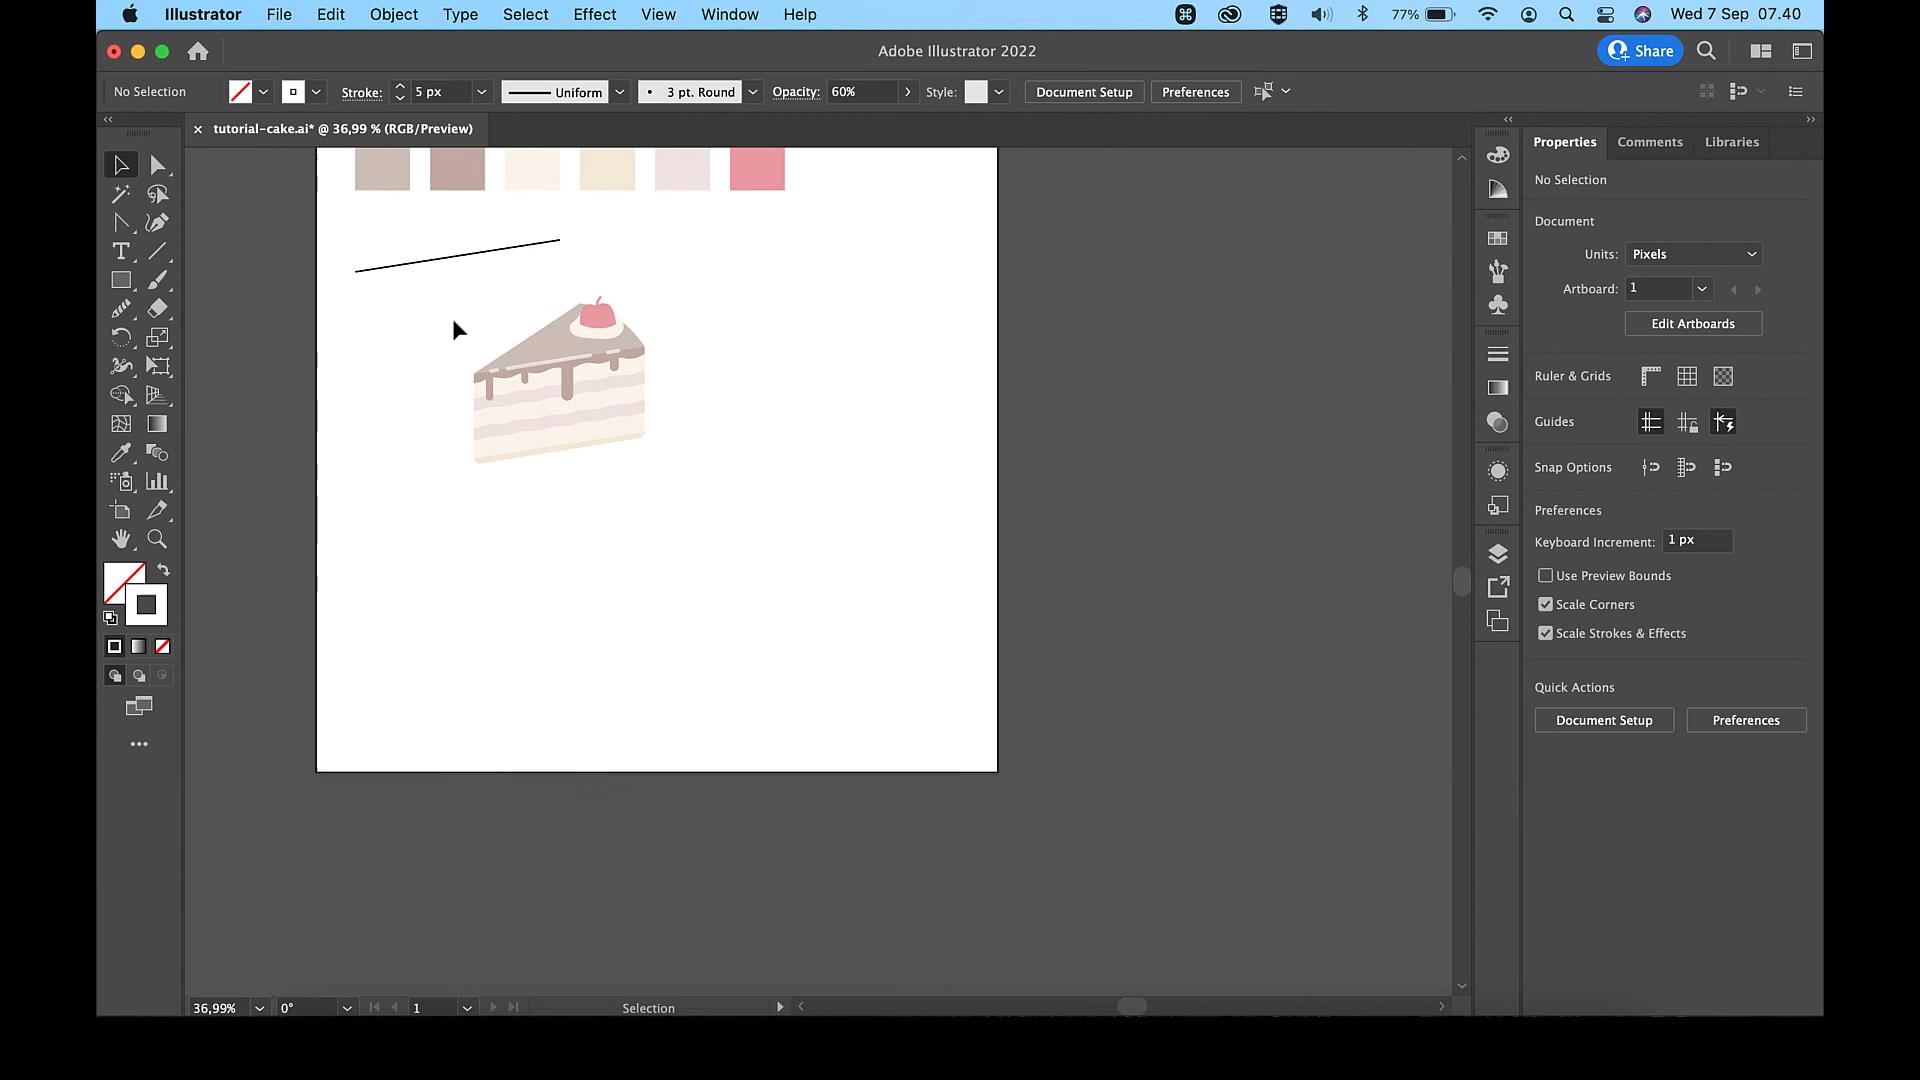 Illustrator File Edit Object Type Select Effect View Window Help 77% Wed 7 Sep 07.40
Adobe Illustrator 2022 Share
No Selection Stroke: 5 px Uniform 3 pt. Round Opacity: 60% Style: Document Setup Preferences
tutorial-cake.ai* @ 36,99 % (RGB/Preview)
Properties Comments Libraries
No Selection
Document
Units: Pixels
Artboard: 1
Edit Artboards
Ruler & Grids
Guides
Snap Options
Preferences
Keyboard Increment: 1 px
Use Preview Bounds
Scale Corners
Scale Strokes & Effects
Quick Actions
Document Setup Preferences
36,99% 0° 1 Selection